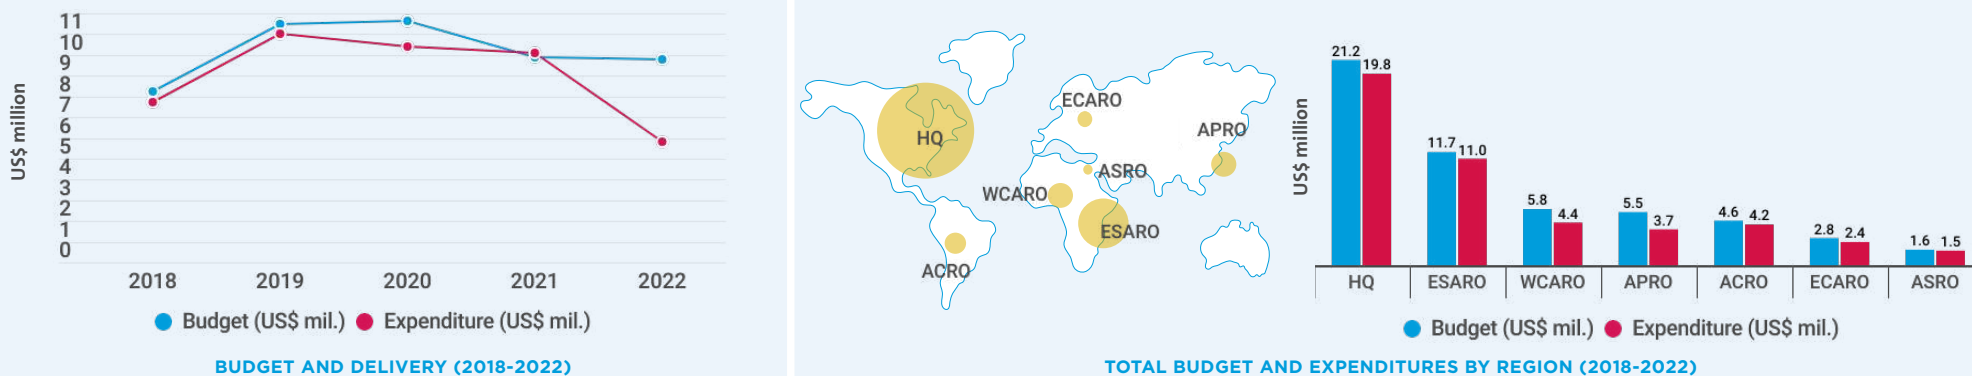 US$ million
11
10
9
8
7
6
5
4
3
2
1
0
2018 2019 2020 2021 2022
Budget (US$ mil.) Expenditure (US$ mil.)
BUDGET AND DELIVERY (2018-2022)
HQ
ECARO
APRO
ASRO
WCARO
ESARO
ACRO
US$ million
21.2 19.8
11.7 11.0
5.8 4.4
5.5 3.7
4.6 4.2
2.8 2.4
1.6 1.5
HQ ESARO WCARO APRO ACRO ECARO ASRO
Budget (US$ mil.) Expenditure (US$ mil.)
TOTAL BUDGET AND EXPENDITURES BY REGION (2018-2022)